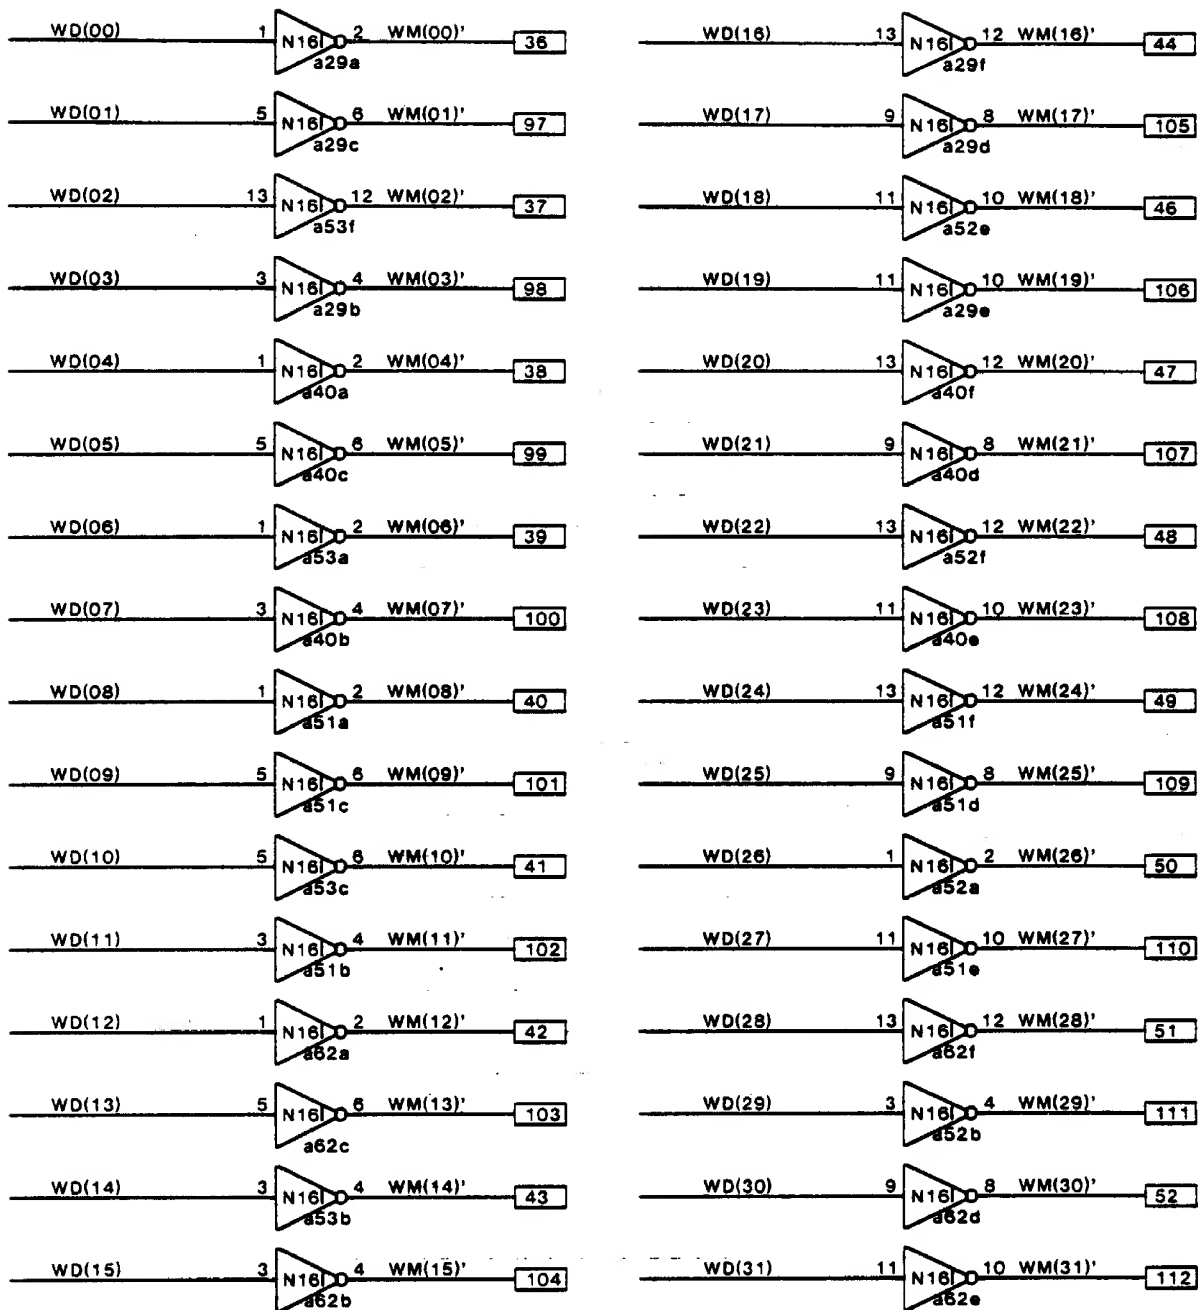 WD(00) 1 N16 2 WM(00)' 36
a29a
WD(01) 5 N16 6 WM(01)' 97
a29c
WD(02) 13 N16 12 WM(02)' 37
a53f
WD(03) 3 N16 4 WM(03)' 98
a29b
WD(04) 1 N16 2 WM(04)' 38
a40a
WD(05) 5 N16 6 WM(05)' 99
a40c
WD(06) 1 N16 2 WM(06)' 39
a53a
WD(07) 3 N16 4 WM(07)' 100
a40b
WD(08) 1 N16 2 WM(08)' 40
a51a
WD(09) 5 N16 6 WM(09)' 101
a51c
WD(10) 5 N16 6 WM(10)' 41
a53c
WD(11) 3 N16 4 WM(11)' 102
a51b
WD(12) 1 N16 2 WM(12)' 42
a62a
WD(13) 5 N16 6 WM(13)' 103
a62c
WD(14) 3 N16 4 WM(14)' 43
a53b
WD(15) 3 N16 4 WM(15)' 104
a62b
WD(16) 13 N16 12 WM(16)' 44
a29f
WD(17) 9 N16 8 WM(17)' 105
a29d
WD(18) 11 N16 10 WM(18)' 46
a52e
WD(19) 11 N16 10 WM(19)' 106
a29e
WD(20) 13 N16 12 WM(20)' 47
a40f
WD(21) 9 N16 8 WM(21)' 107
a40d
WD(22) 13 N16 12 WM(22)' 48
a52f
WD(23) 11 N16 10 WM(23)' 108
a40e
WD(24) 13 N16 12 WM(24)' 49
a51f
WD(25) 9 N16 8 WM(25)' 109
a51d
WD(26) 1 N16 2 WM(26)' 50
a52a
WD(27) 11 N16 10 WM(27)' 110
a51e
WD(28) 13 N16 12 WM(28)' 51
a62f
WD(29) 3 N16 4 WM(29)' 111
a52b
WD(30) 9 N16 8 WM(30)' 52
a62d
WD(31) 11 N16 10 WM(31)' 112
a62e